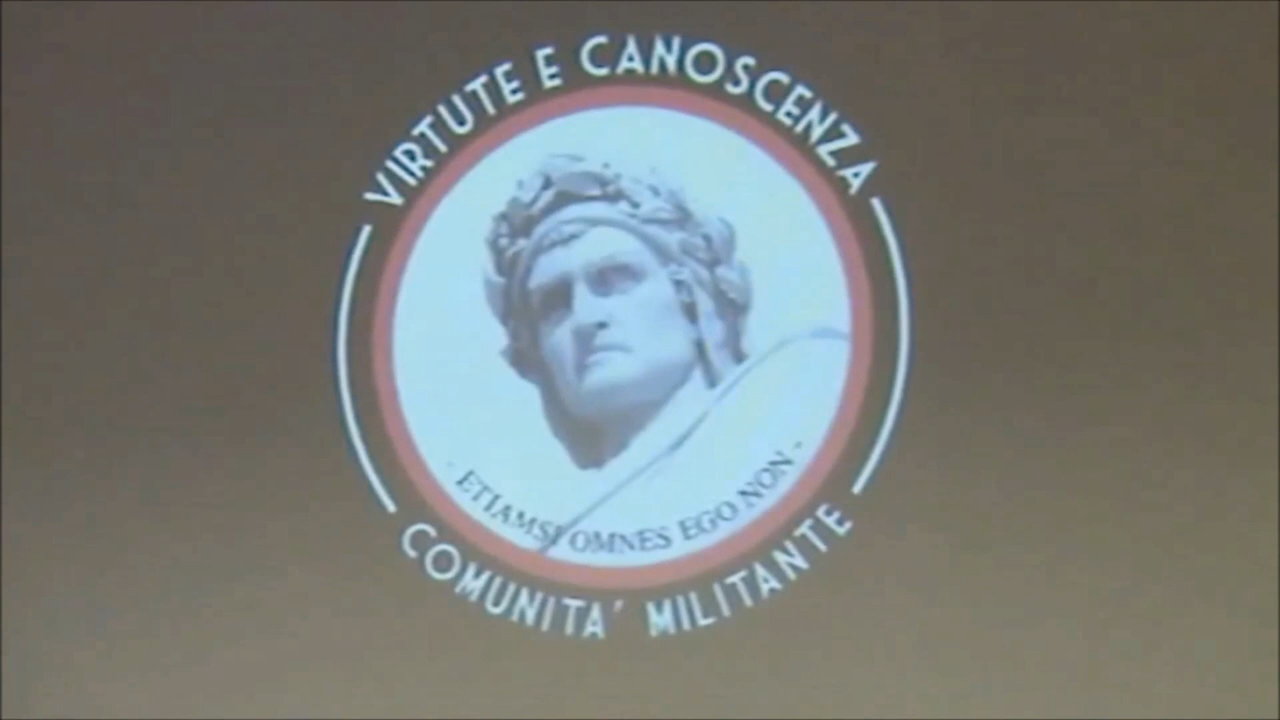 VIRTUTE E CANOSCENZA
- ETIAMSI OMNES EGO NON -
COMUNITA' MILITANTE